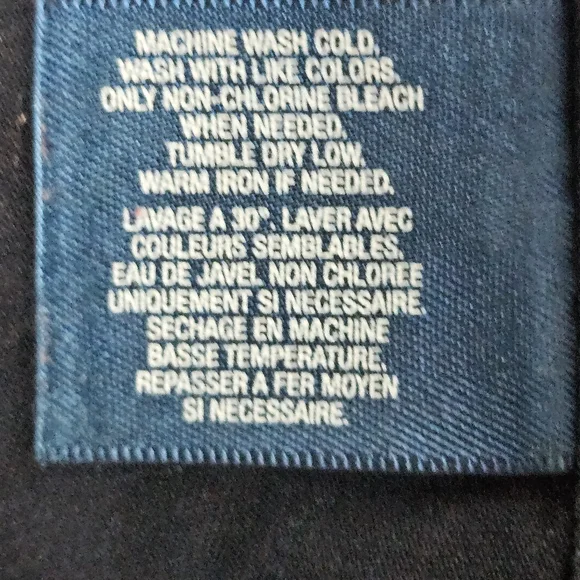 MACHINE WASH COLD.
WASH WITH LIKE COLORS.
ONLY NON-CHLORINE BLEACH
WHEN NEEDED.
TUMBLE DRY LOW.
WARM IRON IF NEEDED.
LAVAGE A 30°. LAVER AVEC
COULEURS SEMBLABLES.
EAU DE JAVEL NON CHLOREE
UNIQUEMENT SI NECESSAIRE.
SECHAGE EN MACHINE
BASSE TEMPERATURE.
REPASSER A FER MOYEN
SI NECESSAIRE.